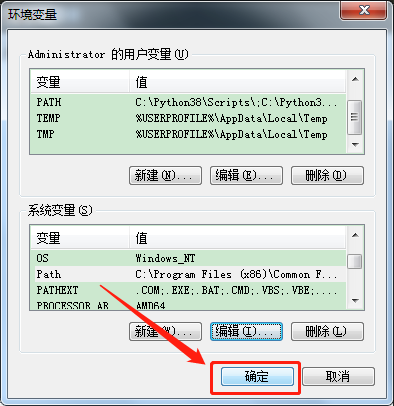 环境变量
Administrator 的用户变量(U)
变量 值
PATH C:\Python38\Scripts\;C:\Python3...
TEMP %USERPROFILE%\AppData\Local\Temp
TMP %USERPROFILE%\AppData\Local\Temp
新建(N)... 编辑(E)... 删除(D)
系统变量(S)
变量 值
OS Windows_NT
Path C:\Program Files (x86)\Common F...
PATHEXT .COM;.EXE;.BAT;.CMD;.VBS;.VBE;....
PROCESSOR_AR AMD64
新建(W)... 编辑(I)... 删除(L)
确定 取消